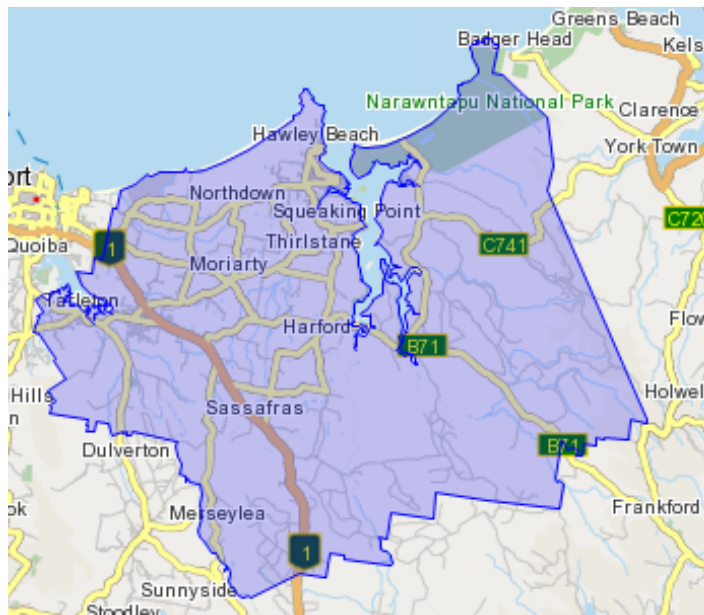 Greens Beach
Badger Head
Kels
Narawntapu National Park
Clarence
Hawley Beach
York Town
ort
Northdown
Squeaking Point
C720
Quoiba
1
Thirlstane
C741
Moriarty
Tarleton
Flow
Harford
B71
Hills
n
Holwel
Sassafras
Dulverton
B71
Frankford
ok
Merseylea
1
Sunnyside
Stoodley